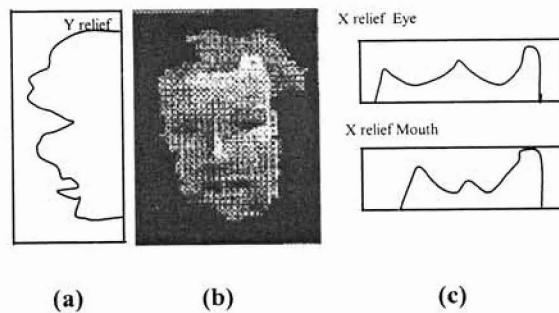 Y relief
X relief Eye
X relief Mouth
(a)
(b)
(c)